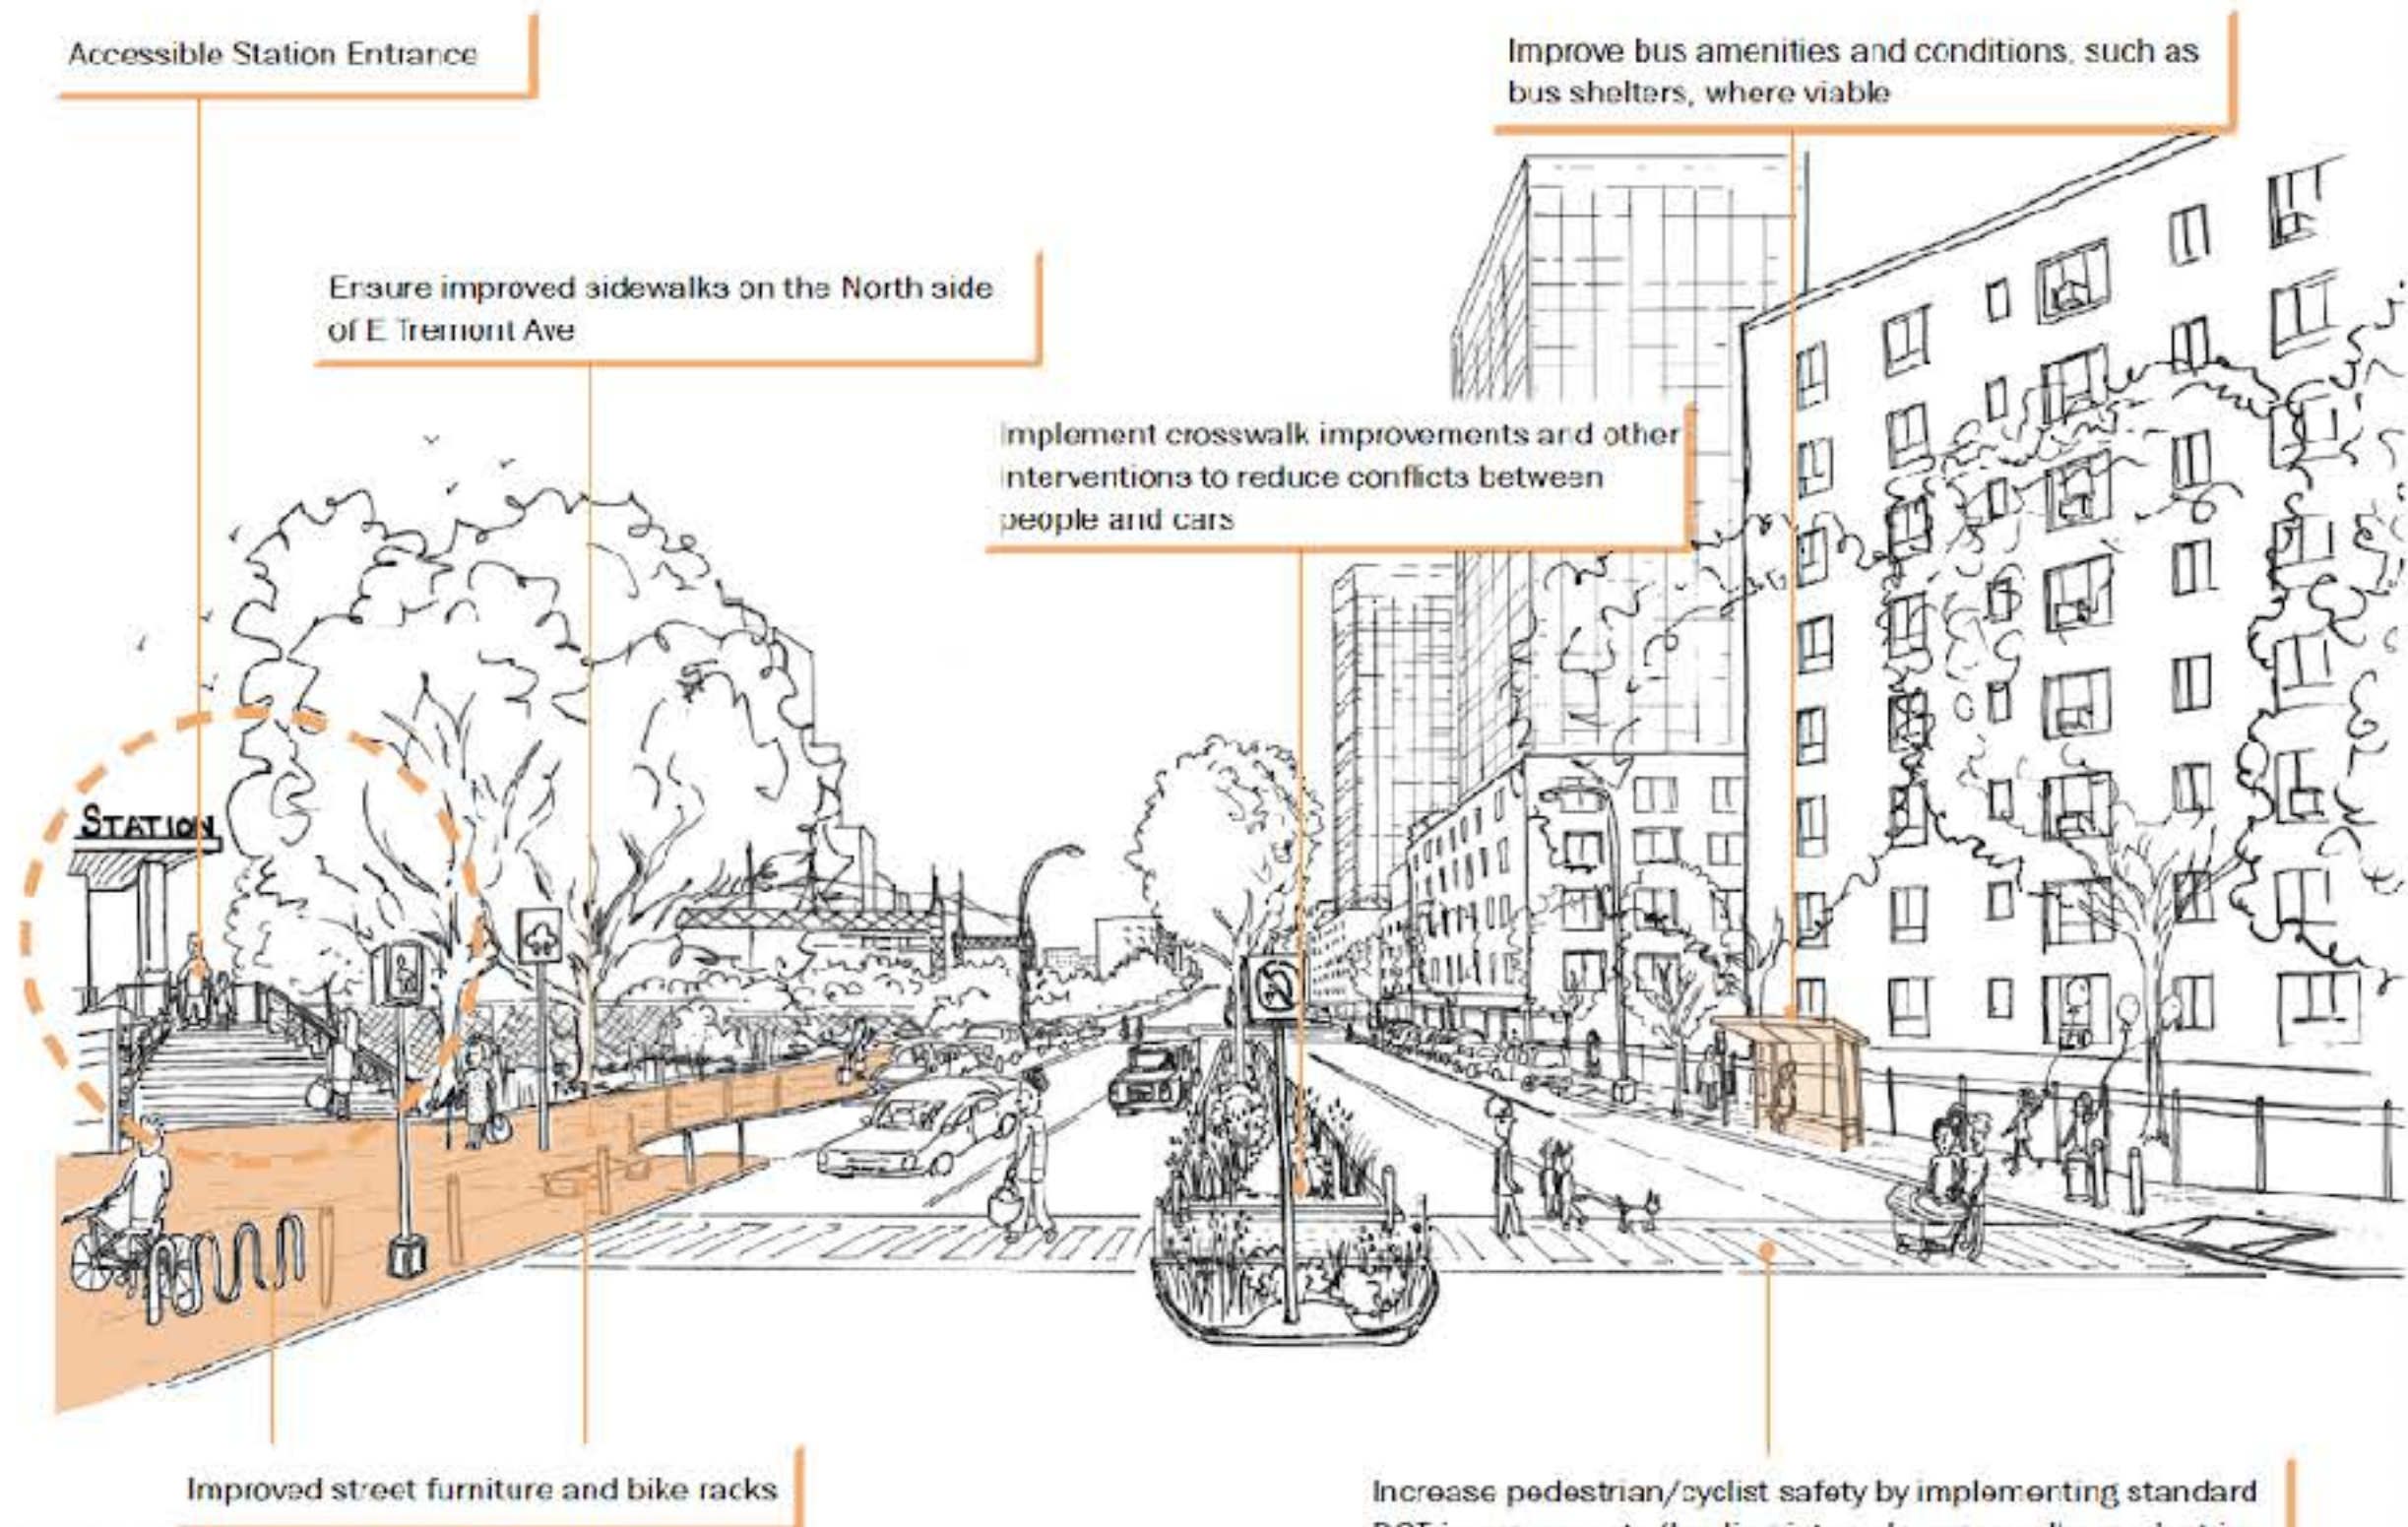 Accessible Station Entrance
Improve bus amenities and conditions, such as
bus shelters, where viable
Ensure improved sidewalks on the North side
of E Tremont Ave
Implement crosswalk improvements and other
interventions to reduce conflicts between
people and cars
STATION
Improved street furniture and bike racks
Increase pedestrian/cyclist safety by implementing standard